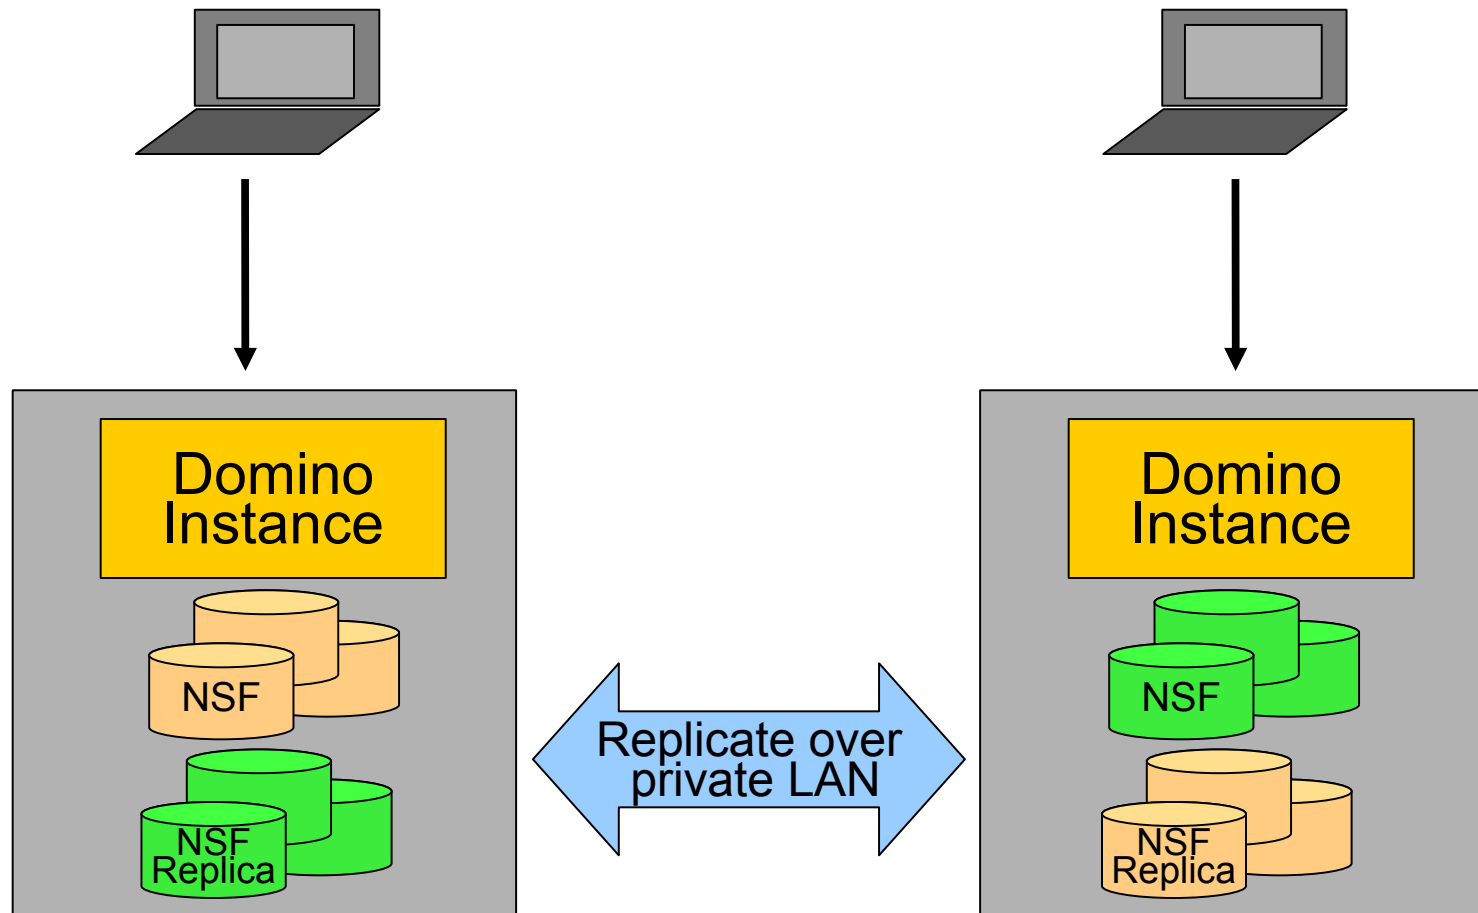 Domino
Instance
NSF
NSF
Replica
Replicate over
private LAN
Domino
Instance
NSF
NSF
Replica